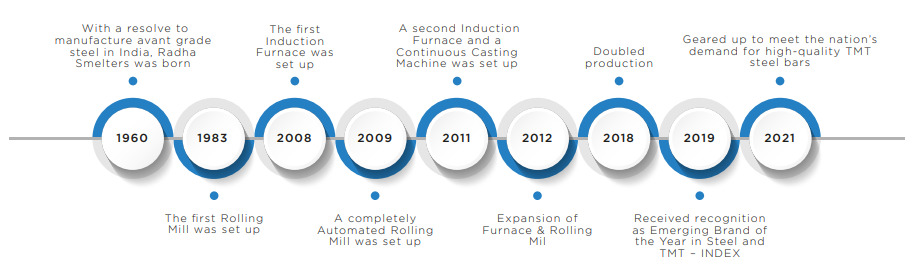 With a resolve to
manufacture avant grade
steel in India, Radha
Smelters was born
1960
1983
The first Rolling
Mill was set up
The first
Induction
Furnace was
set up
2008
2009
A completely
Automated Rolling
Mill was set up
A second Induction
Furnace and a
Continuous Casting
Machine was set up
2011
2012
Expansion of
Furnace & Rolling
Mil
Doubled
production
2018
2019
Received recognition
as Emerging Brand of
the Year in Steel and
TMT – INDEX
Geared up to meet the nation's
demand for high-quality TMT
steel bars
2021